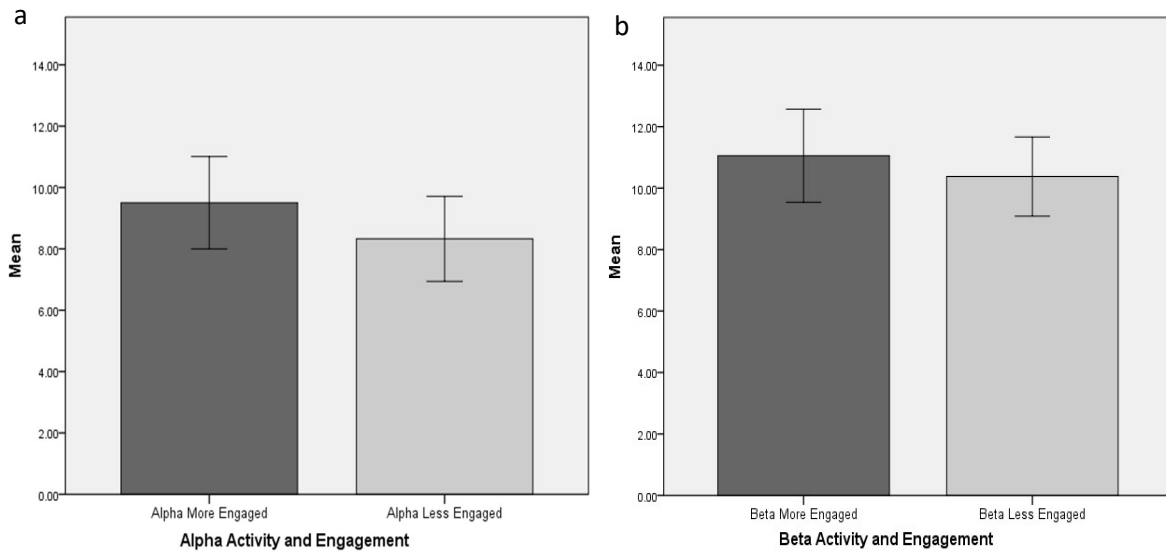 a
14.00
12.00
10.00
8.00
6.00
4.00
2.00
0.00
Mean
Alpha More Engaged
Alpha Less Engaged
Alpha Activity and Engagement
b
14.00
12.00
10.00
8.00
6.00
4.00
2.00
0.00
Mean
Beta More Engaged
Beta Less Engaged
Beta Activity and Engagement